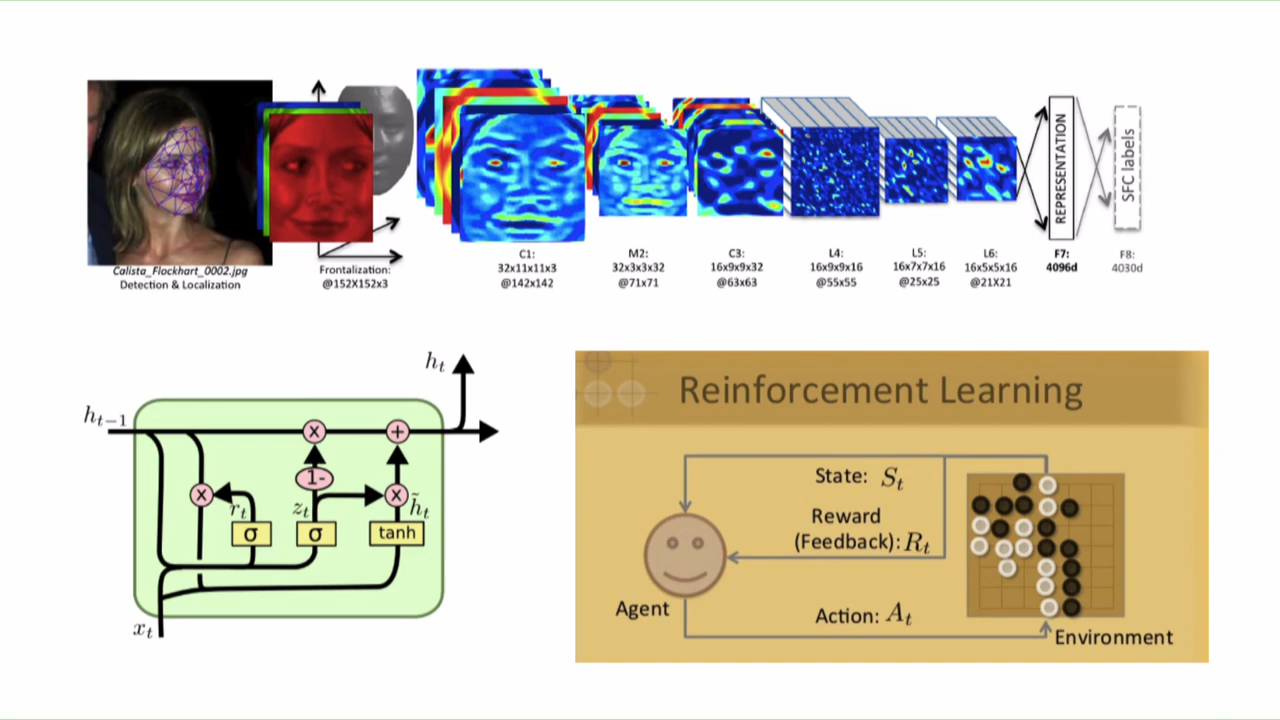 Calista_Flockhart_0002.jpg
Detection & Localization
Frontalization:
@152X152x3
C1:
32x11x11x3
@142x142
M2:
32x3x3x32
@71x71
C3:
16x9x9x32
@63x63
L4:
16x9x9x16
@55x55
L5:
16x7x7x16
@25x25
L6:
16x5x5x16
@21X21
REPRESENTATION
F7:
4096d
SFC labels
F8:
4030d
h_t
h_{t-1}
x
+
1-
x
x
r_t
z_t
h̃_t
σ
σ
tanh
x_t
Reinforcement Learning
State: S_t
Reward
(Feedback): R_t
Agent
Action: A_t
Environment